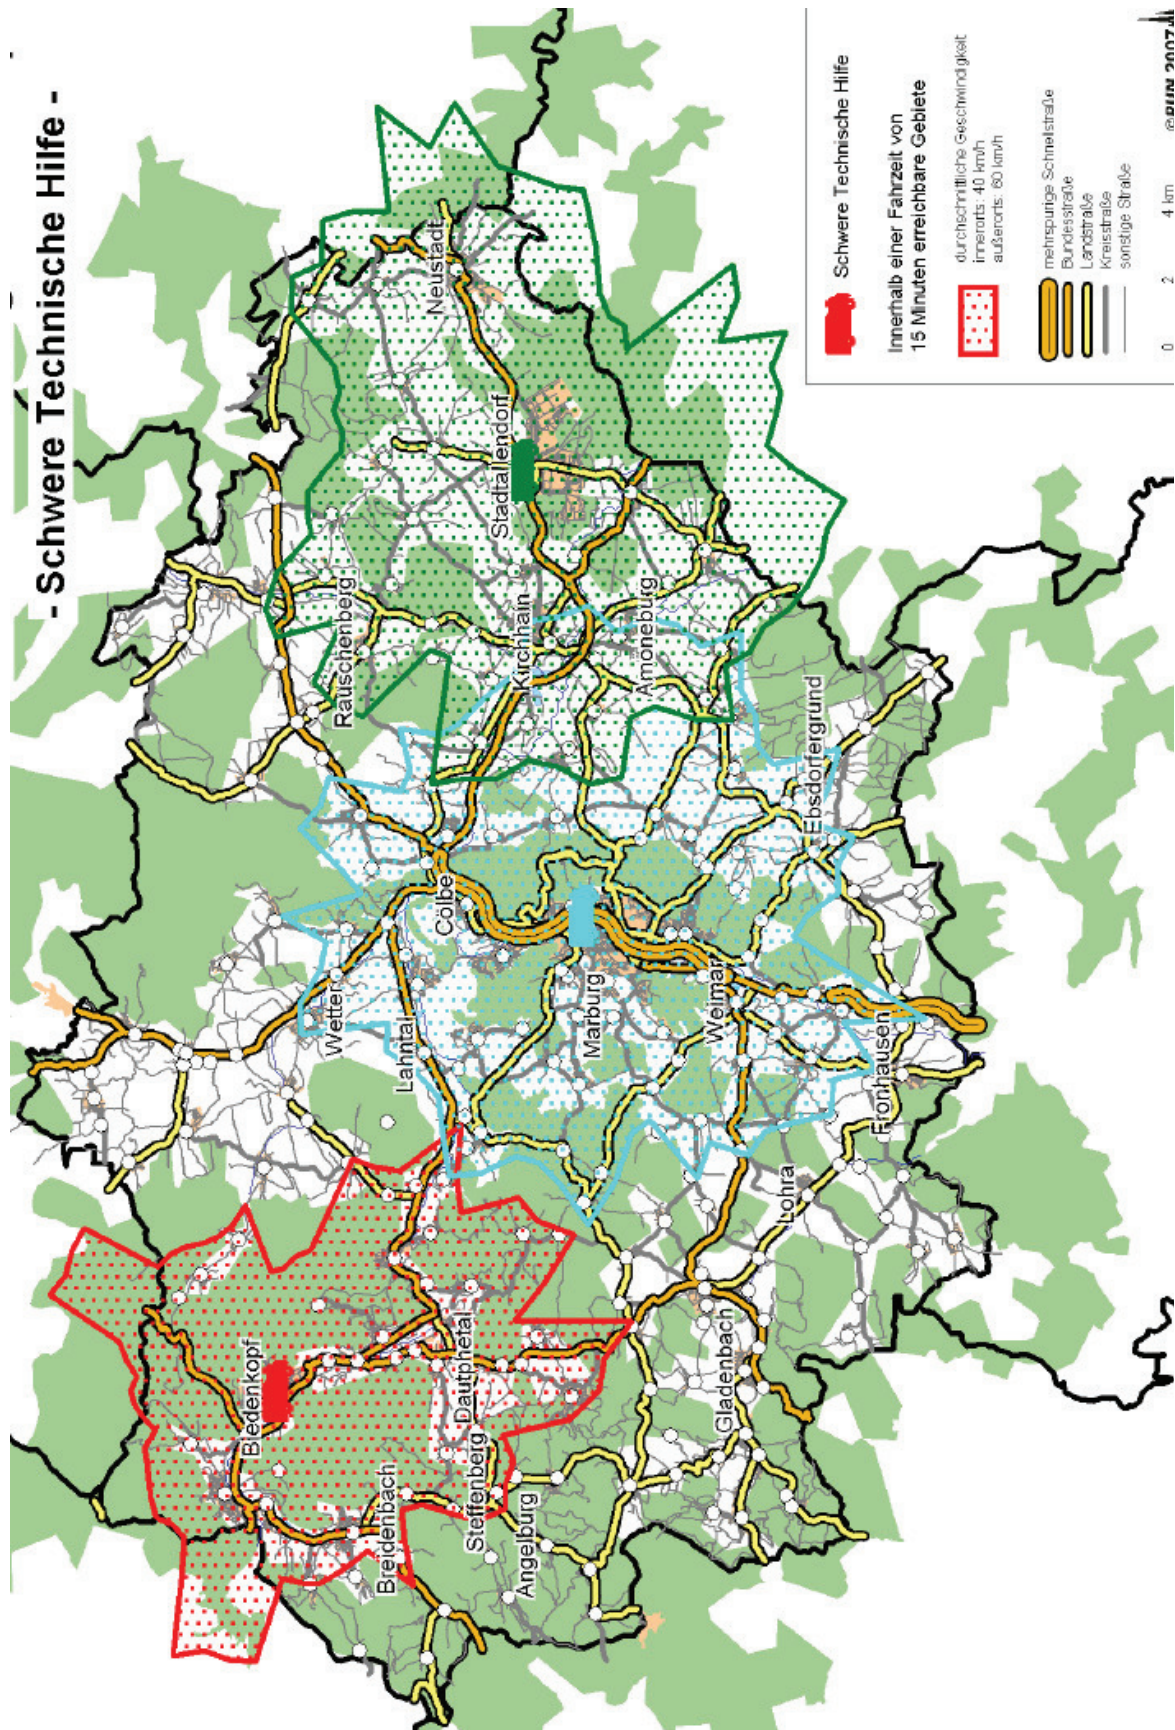 - Schwere Technische Hilfe -
Neustadt
Stadtallendorf
Rauschenberg
Kirchhain
Amöneburg
Ebsdorfergrund
Cölbe
Wetter
Lahntal
Marburg
Weimar
Fronhausen
Lohra
Biedenkopf
Dautphetal
Gladenbach
Breidenbach
Steffenberg
Angelburg
Schwere Technische Hilfe
Innerhalb einer Fahrzeit von
15 Minuten erreichbare Gebiete
durchschnittliche Geschwindigkeit
innerorts: 40 km/h
außerorts: 60 km/h
mehrspurige Schnellstraße
Bundesstraße
Landstraße
Kreisstraße
sonstige Straße
0 2 4 km
©RUN 2007